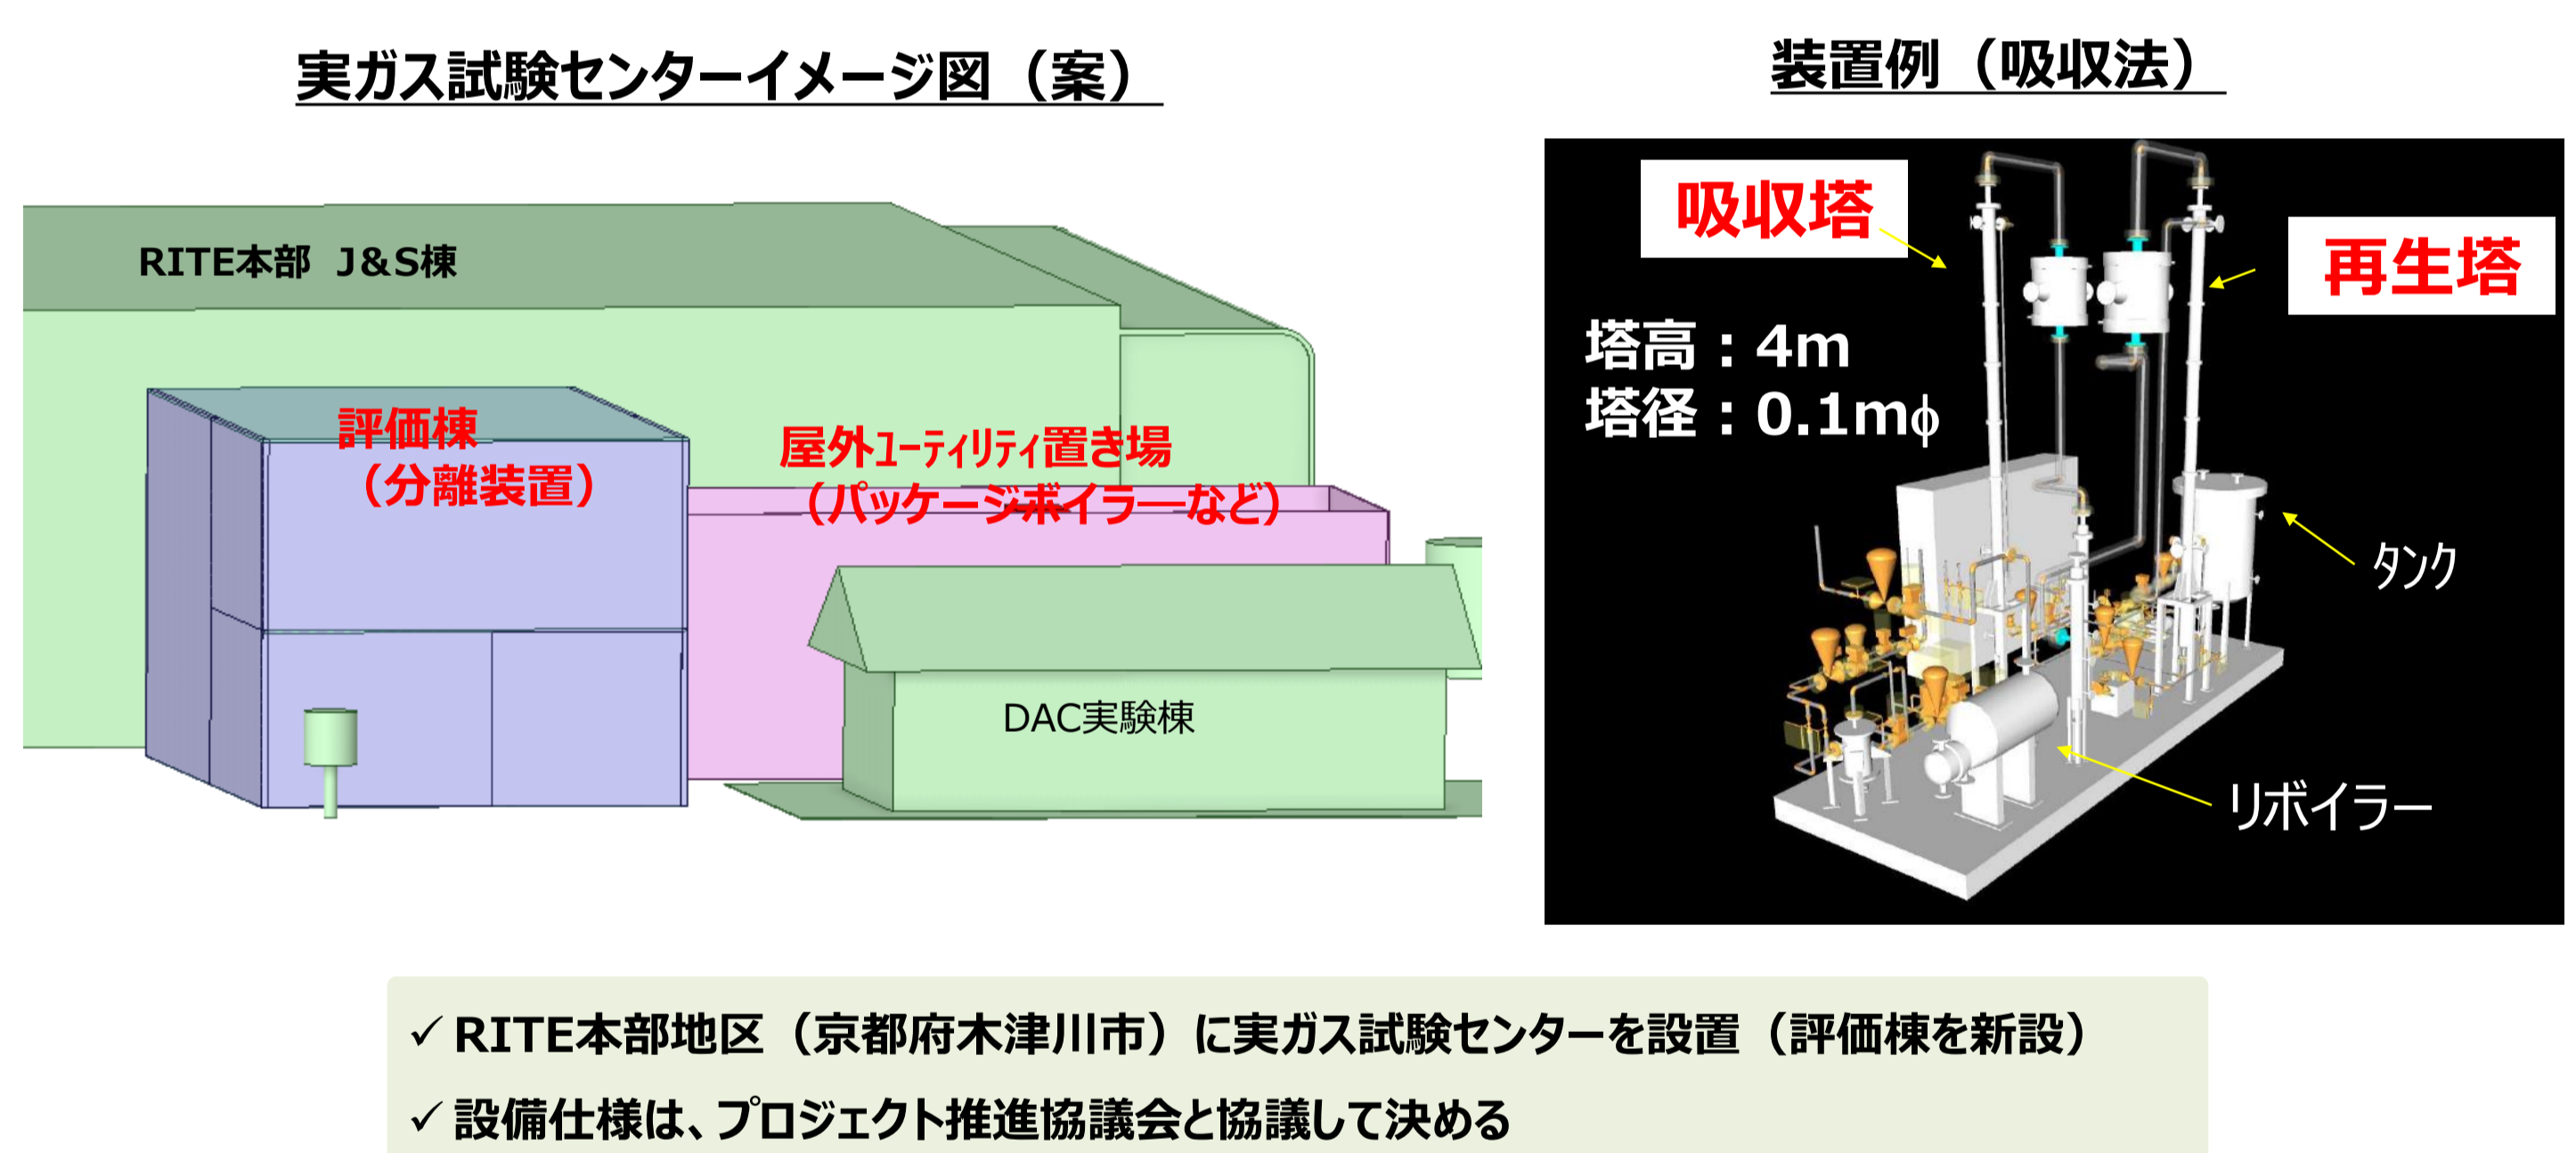 実ガス試験センターイメージ図（案）
RITE本部 J&S棟
評価棟
（分離装置）
屋外ﾕｰﾃｨﾘﾃｨ置き場
（パッケージボイラーなど）
DAC実験棟
装置例（吸収法）
吸収塔
再生塔
塔高：4m
塔径：0.1mφ
ﾀﾝｸ
リボイラー
✓ RITE本部地区（京都府木津川市）に実ガス試験センターを設置（評価棟を新設）
✓ 設備仕様は、プロジェクト推進協議会と協議して決める